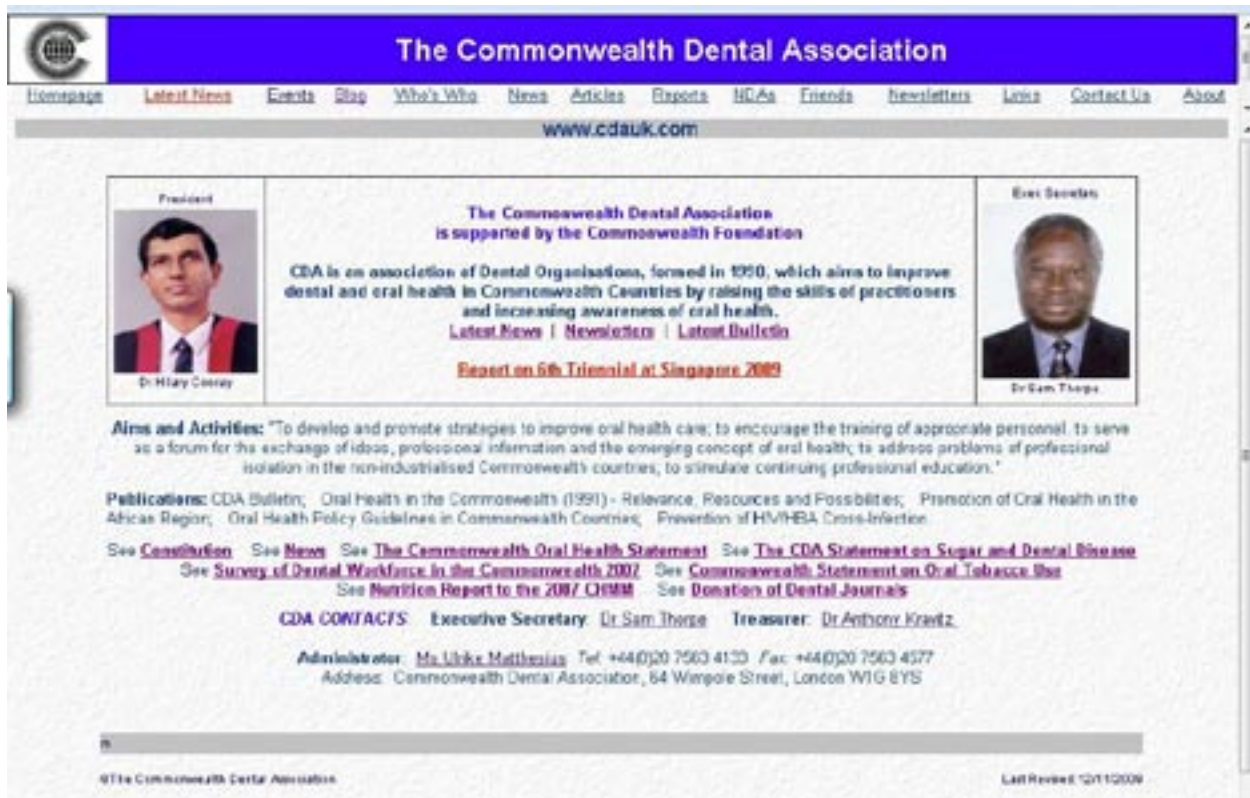 The Commonwealth Dental Association
Homepage Latest News Events Blog Who's Who News Articles Reports NDAs Friends Newsletters Links Contact Us About
www.cdauk.com
President
Dr Hilary Cooray
The Commonwealth Dental Association
is supported by the Commonwealth Foundation
CDA is an association of Dental Organisations, formed in 1990, which aims to improve
dental and oral health in Commonwealth Countries by raising the skills of practitioners
and increasing awareness of oral health.
Latest News | Newsletters | Latest Bulletin
Report on 6th Triennial at Singapore 2009
Exec Secretary
Dr Sam Thorpe
Aims and Activities: "To develop and promote strategies to improve oral health care; to encourage the training of appropriate personnel, to serve
as a forum for the exchange of ideas, professional information and the emerging concept of oral health; to address problems of professional
isolation in the non-industrialised Commonwealth countries; to stimulate continuing professional education."
Publications: CDA Bulletin; Oral Health in the Commonwealth (1991) - Relevance, Resources and Possibilities; Promotion of Oral Health in the
African Region; Oral Health Policy Guidelines in Commonwealth Countries; Prevention of HIV/HBA Cross-Infection.
See Constitution See News See The Commonwealth Oral Health Statement See The CDA Statement on Sugar and Dental Disease
See Survey of Dental Workforce in the Commonwealth 2007 See Commonwealth Statement on Oral Tobacco Use
See Nutrition Report to the 2007 CHMM See Donation of Dental Journals
CDA CONTACTS: Executive Secretary: Dr Sam Thorpe Treasurer: Dr Anthony Kravitz
Administrator: Ms Ulrike Matthesius Tel: +44(0)20 7563 4133 Fax: +44(0)20 7563 4577
Address: Commonwealth Dental Association, 64 Wimpole Street, London W1G 8YS
©The Commonwealth Dental Association
Last Revised: 12/11/2009